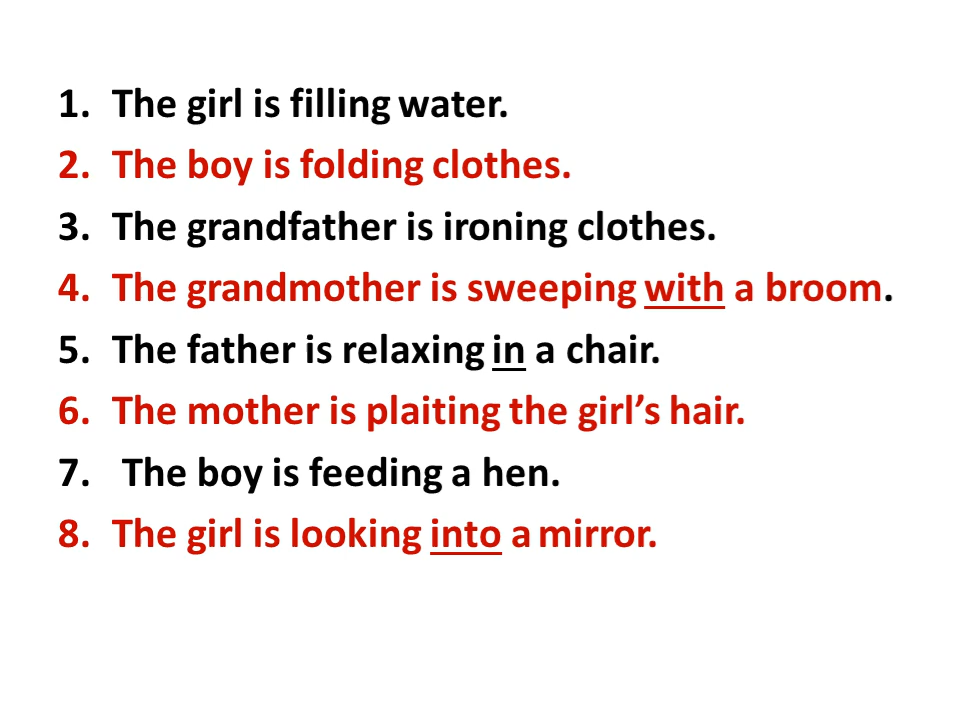 1. The girl is filling water.
2. The boy is folding clothes.
3. The grandfather is ironing clothes.
4. The grandmother is sweeping with a broom.
5. The father is relaxing in a chair.
6. The mother is plaiting the girl’s hair.
7. The boy is feeding a hen.
8. The girl is looking into a mirror.